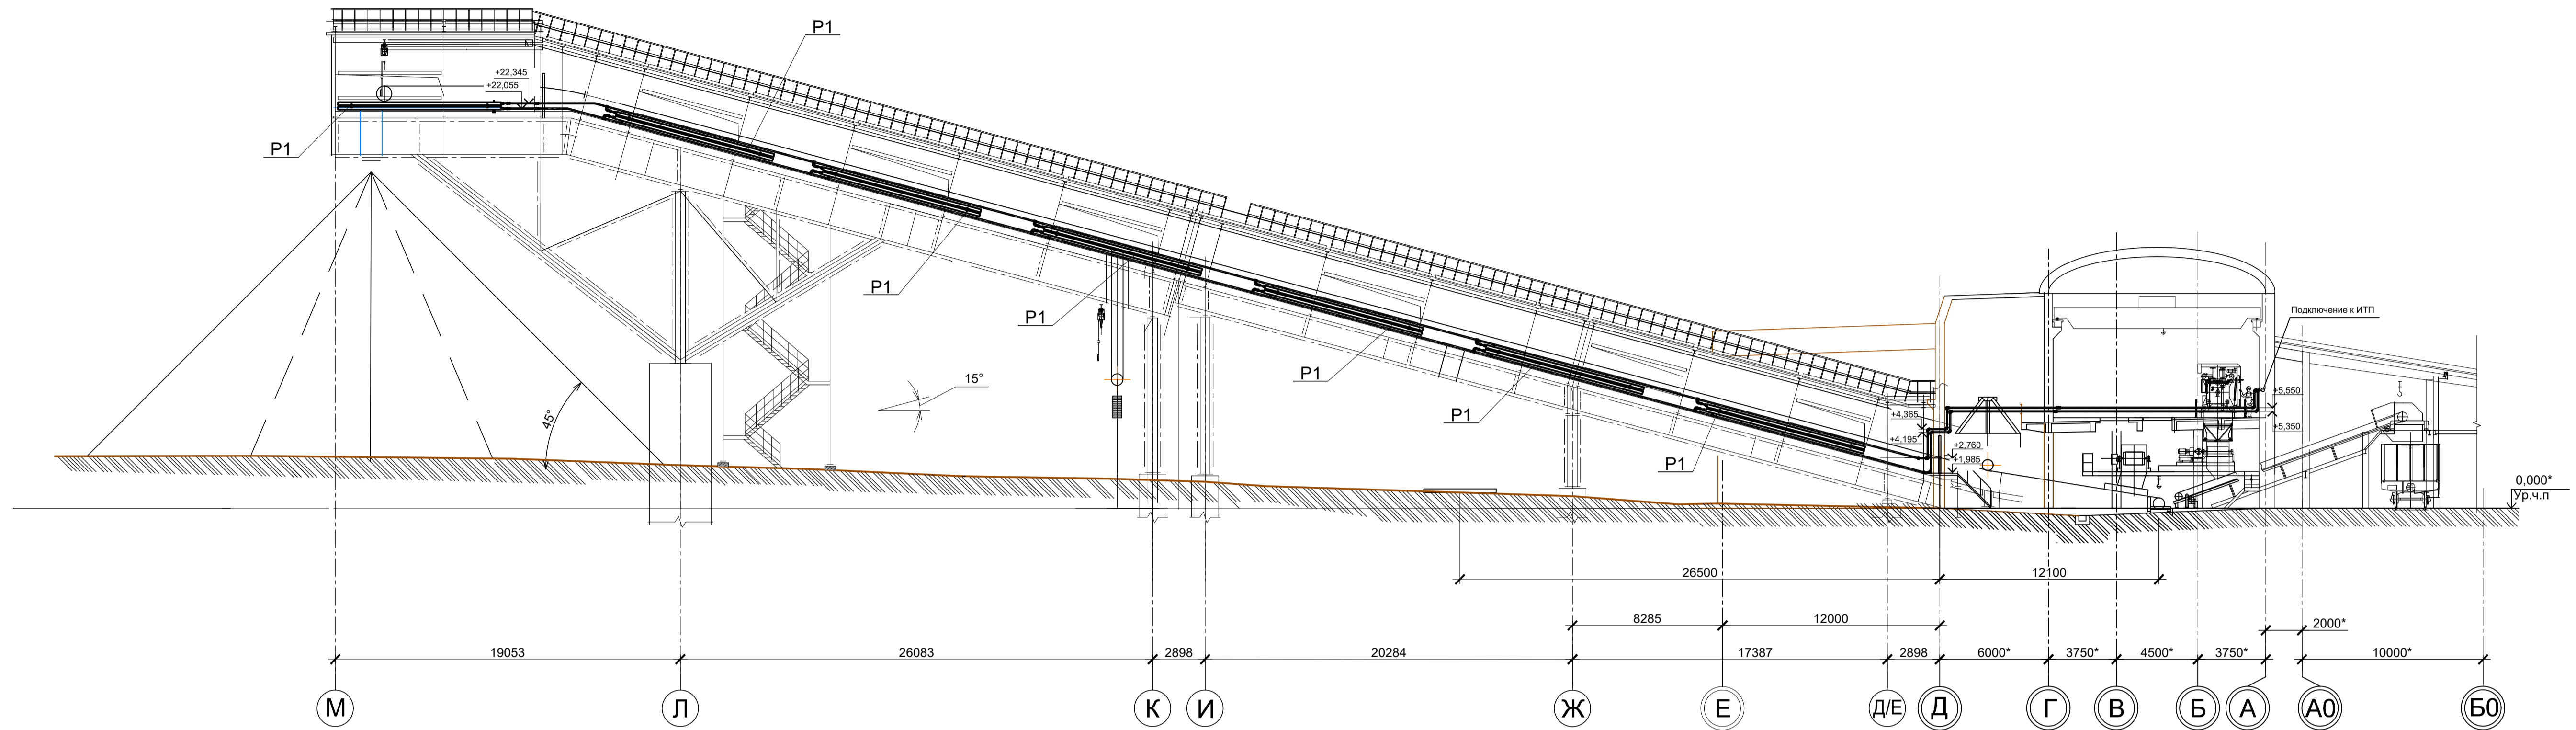 P1
+22,345
+22,055
P1
P1
P1
15°
45°
P1
P1
P1
Подключение к ИТП
+5,550
+5,350
+4,365
+4,195
+2,760
+1,985
0,000*
Ур.ч.п
26500
12100
8285
12000
2000*
19053
26083
2898
20284
17387
2898
6000*
3750*
4500*
3750*
10000*
М
Л
К
И
Ж
Е
Д/Е
Д
Г
В
Б
А
А0
Б0